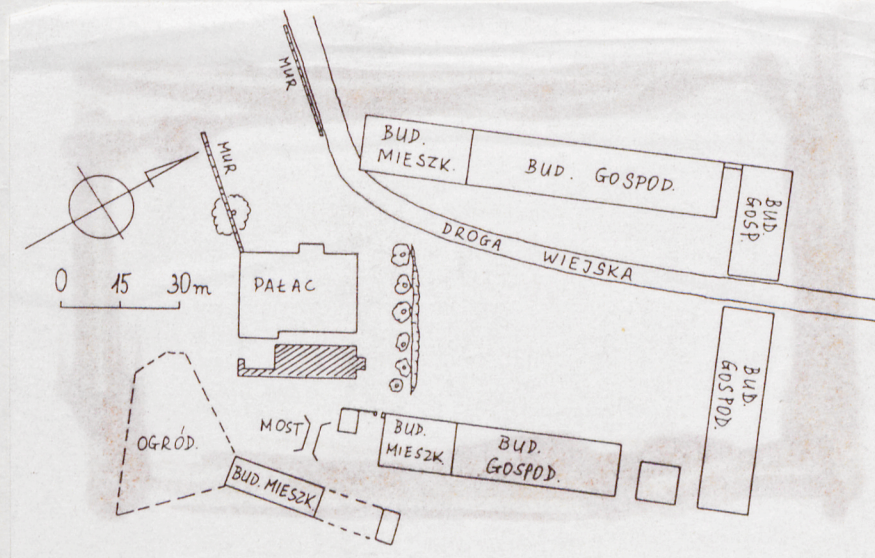 MUR
BUD.
MIESZK.
BUD. GOSPOD.
MUR
BUD
GOSP.
DROGA
WIEJSKA
0 15 30m
PAŁAC
BUD.
GOSPOD.
MOST
BUD.
MIESZK
BUD.
GOSPOD.
OGRÓD.
BUD. MIESZK.